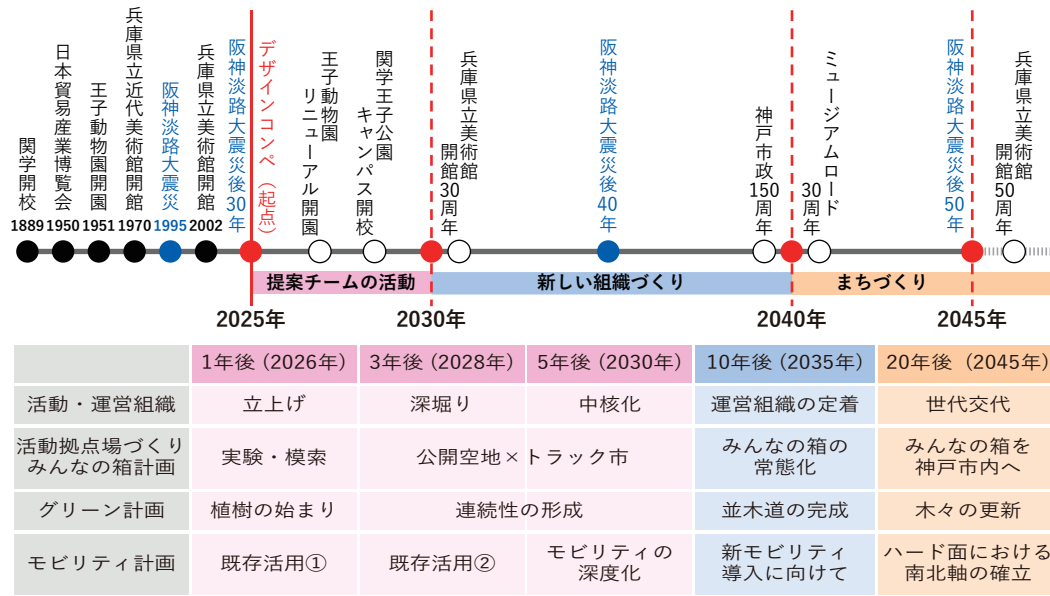 関学開校
1889
日本貿易産業博覧会
1950
王子動物園開園
1951
兵庫県立近代美術館開館
1970
阪神淡路大震災
1995
兵庫県立美術館開館
2002
阪神淡路大震災後30年
デザインコンペ（起点）
王子動物園
リニューアル開園
関学王子公園
キャンパス開校
兵庫県立美術館
開館30周年
阪神淡路大震災後40年
神戸市政150周年
ミュージアムロード
30周年
阪神淡路大震災後50年
兵庫県立美術館
開館50周年
提案チームの活動
新しい組織づくり
まちづくり
2025年
2030年
2040年
2045年
1年後（2026年）
3年後（2028年）
5年後（2030年）
10年後（2035年）
20年後（2045年）
活動・運営組織
立上げ
深堀り
中核化
運営組織の定着
世代交代
活動拠点場づくり
みんなの箱計画
実験・模索
公開空地×トラック市
みんなの箱の
常態化
みんなの箱を
神戸市内へ
グリーン計画
植樹の始まり
連続性の形成
並木道の完成
木々の更新
モビリティ計画
既存活用①
既存活用②
モビリティの
深度化
新モビリティ
導入に向けて
ハード面における
南北軸の確立